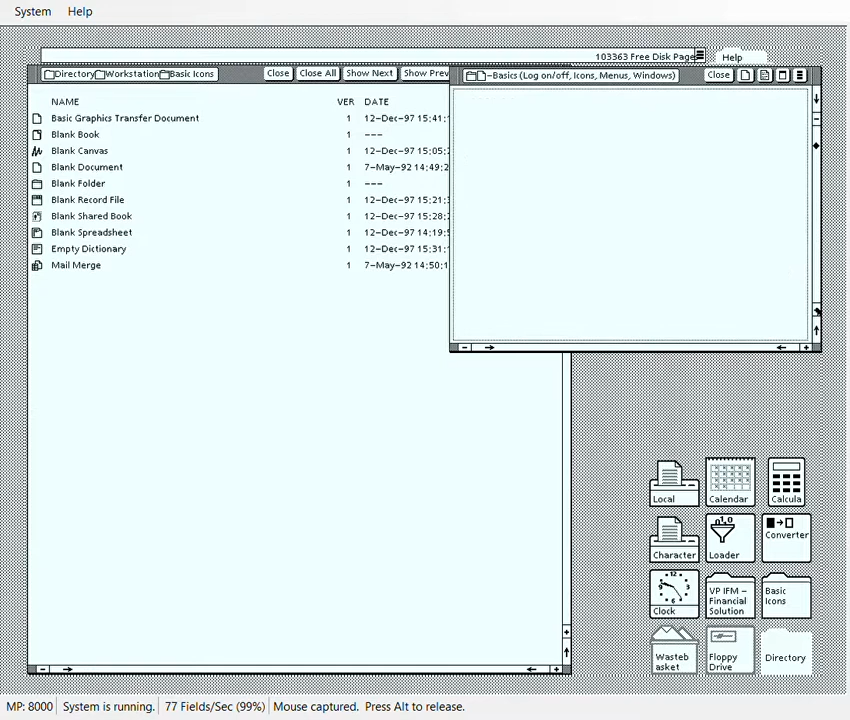 System Help
103363 Free Disk Page
Help
Directory Workstation Basic Icons
Close Close All Show Next Show Prev
–Basics (Log on/off, Icons, Menus, Windows)
Close
NAME VER DATE
Basic Graphics Transfer Document 1 12–Dec–97 15:41:
Blank Book 1 –––
Blank Canvas 1 12–Dec–97 15:05:
Blank Document 1 7–May–92 14:49:2
Blank Folder 1 –––
Blank Record File 1 12–Dec–97 15:21:
Blank Shared Book 1 12–Dec–97 15:28:
Blank Spreadsheet 1 12–Dec–97 14:19:
Empty Dictionary 1 12–Dec–97 15:31:
Mail Merge 1 7–May–92 14:50:
Local
Calendar
Calcula
Character
Loader
Converter
Clock
VP IFM –
Financial
Solution
Basic
Icons
Wasteb
asket
Floppy
Drive
Directory
MP: 8000 System is running. 77 Fields/Sec (99%) Mouse captured. Press Alt to release.